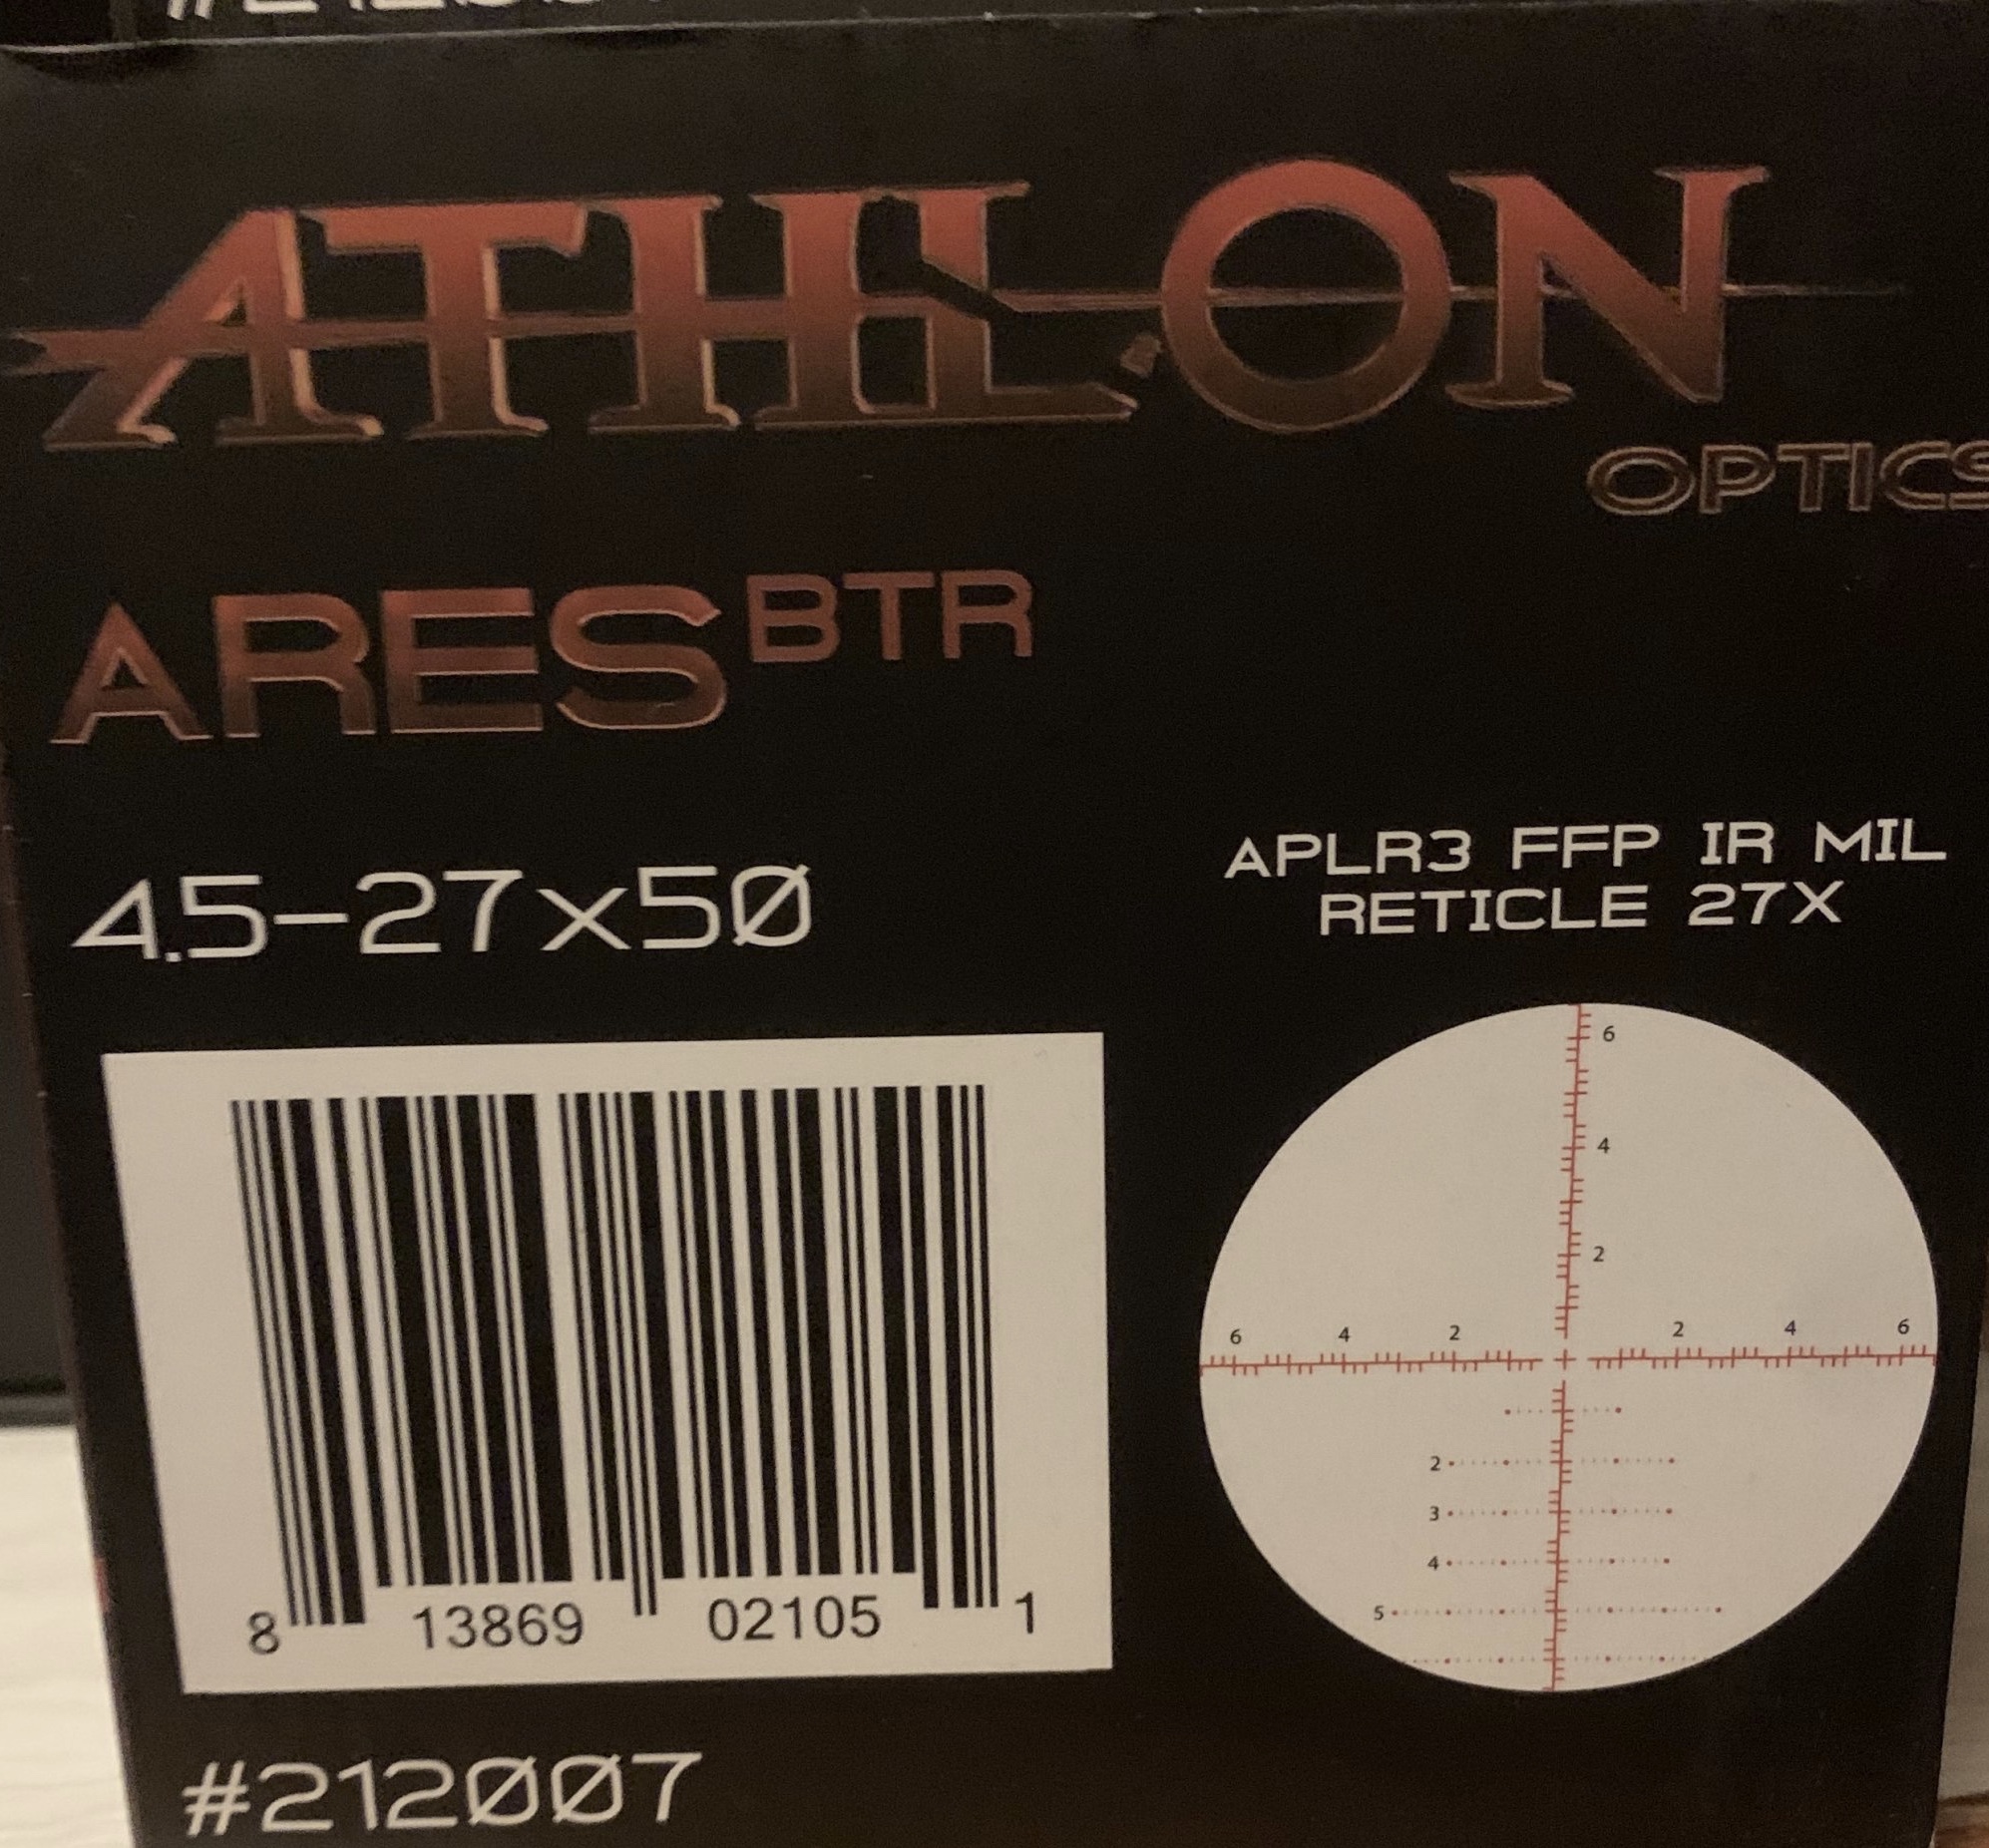 ATHLON
OPTICS
ARES BTR
4.5-27x50
APLR3 FFP IR MIL
RETICLE 27X
6
4
2
6 4 2 2 4 6
2
3
4
5
8 13869 02105 1
#212007